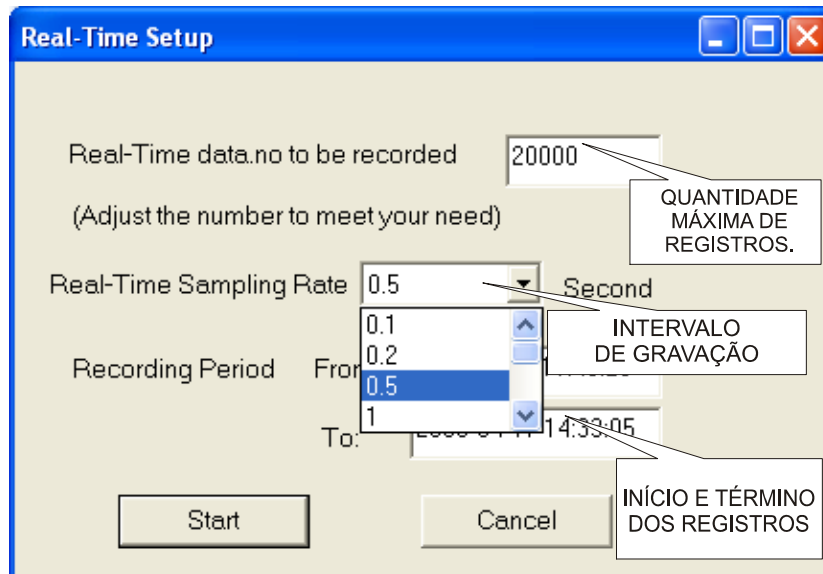 Real-Time Setup
Real-Time data.no to be recorded
20000
QUANTIDADE
MÁXIMA DE
REGISTROS.
(Adjust the number to meet your need)
Real-Time Sampling Rate
0.5
Second
0.1
0.2
0.5
1
INTERVALO
DE GRAVAÇÃO
Recording Period
To:
14:33:05
INÍCIO E TÉRMINO
DOS REGISTROS
Start
Cancel